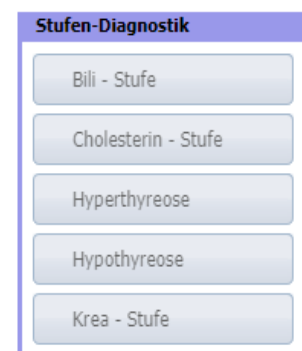 Stufen-Diagnostik
Bili - Stufe
Cholesterin - Stufe
Hyperthyreose
Hypothyreose
Krea - Stufe